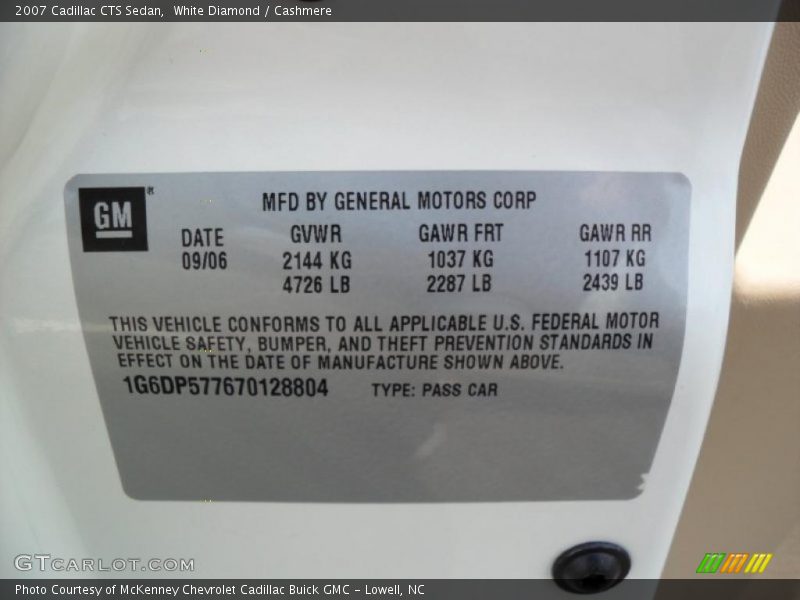 2007 Cadillac CTS Sedan, White Diamond / Cashmere
GM®
MFD BY GENERAL MOTORS CORP
DATE GVWR GAWR FRT GAWR RR
09/06 2144 KG 1037 KG 1107 KG
4726 LB 2287 LB 2439 LB
THIS VEHICLE CONFORMS TO ALL APPLICABLE U.S. FEDERAL MOTOR
VEHICLE SAFETY, BUMPER, AND THEFT PREVENTION STANDARDS IN
EFFECT ON THE DATE OF MANUFACTURE SHOWN ABOVE.
1G6DP577670128804 TYPE: PASS CAR
GTCARLOT.COM
Photo Courtesy of McKenney Chevrolet Cadillac Buick GMC - Lowell, NC